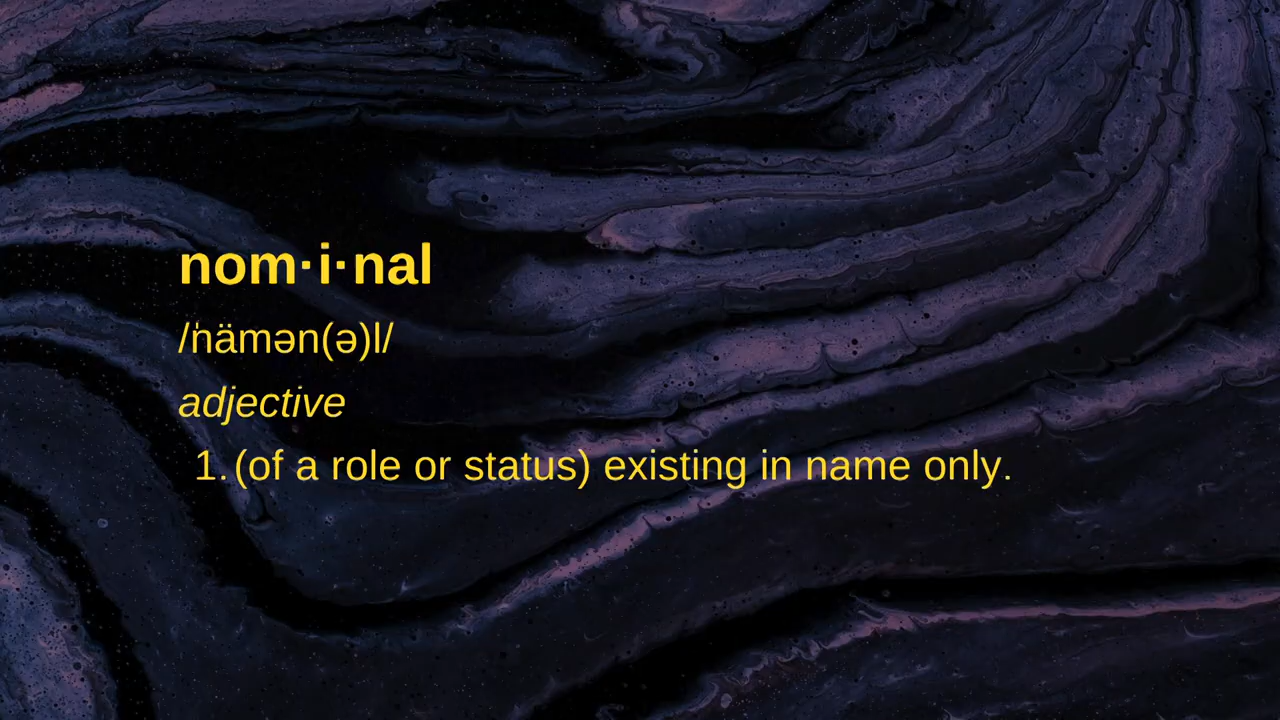 nom·i·nal
/ˈnämən(ə)l/
adjective
1. (of a role or status) existing in name only.